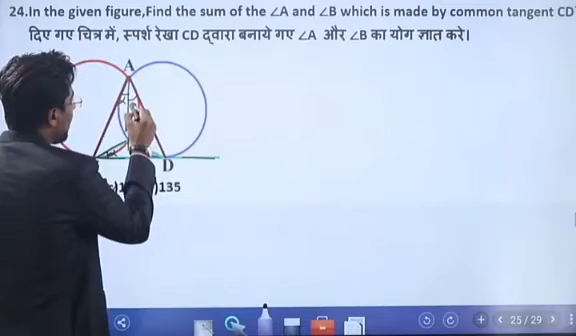 24.In the given figure,Find the sum of the ∠A and ∠B which is made by common tangent CD
दिए गए चित्र में, स्पर्श रेखा CD द्वारा बनाये गए ∠A और ∠B का योग ज्ञात करे।
A
D
)135
25 / 29